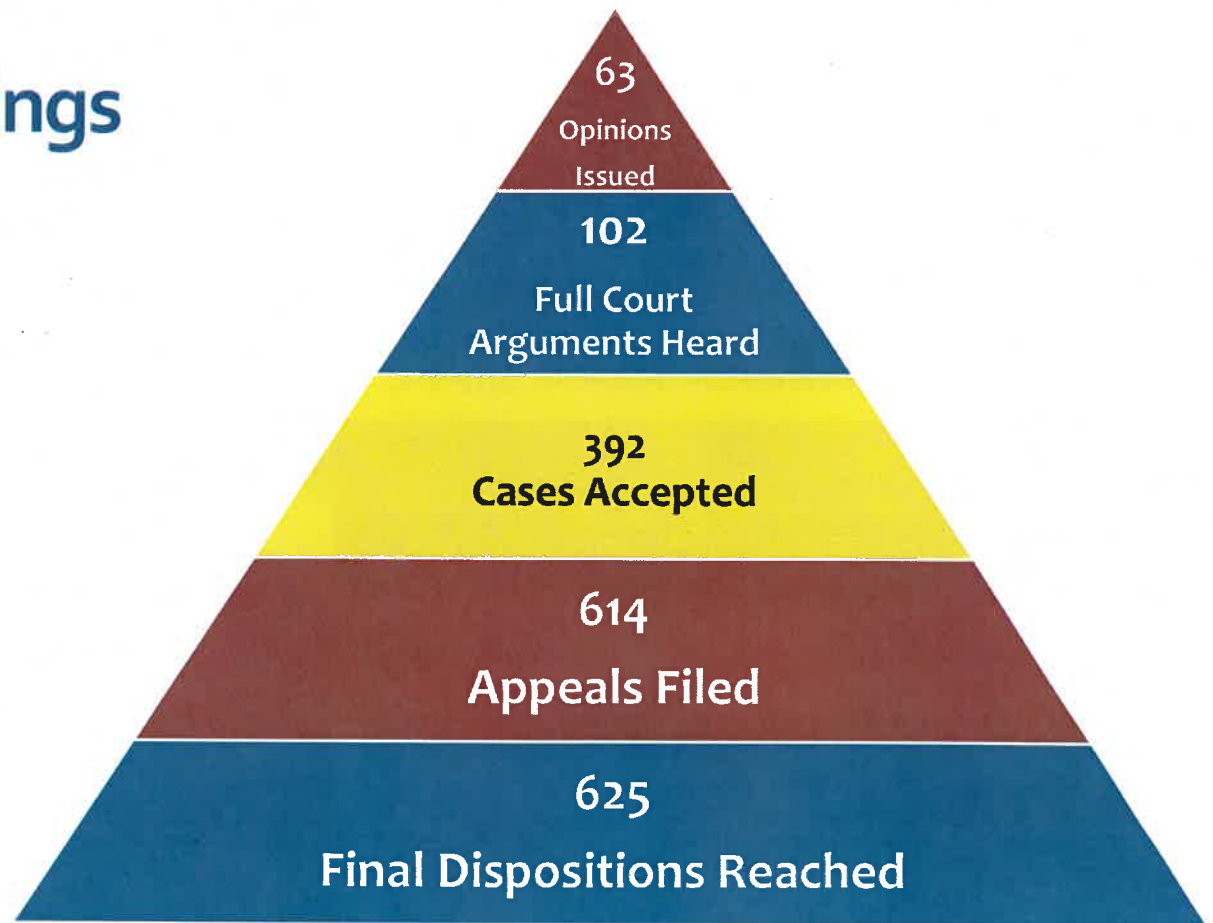 ngs
63
Opinions
Issued
102
Full Court
Arguments Heard
392
Cases Accepted
614
Appeals Filed
625
Final Dispositions Reached